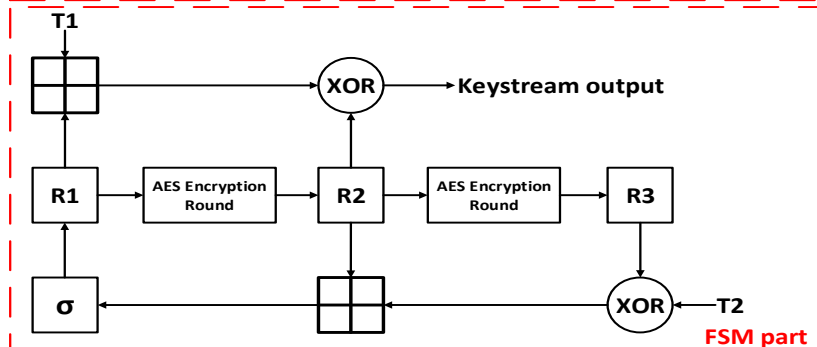 T1
XOR
Keystream output
R1
AES Encryption
Round
R2
AES Encryption
Round
R3
σ
XOR
T2
FSM part